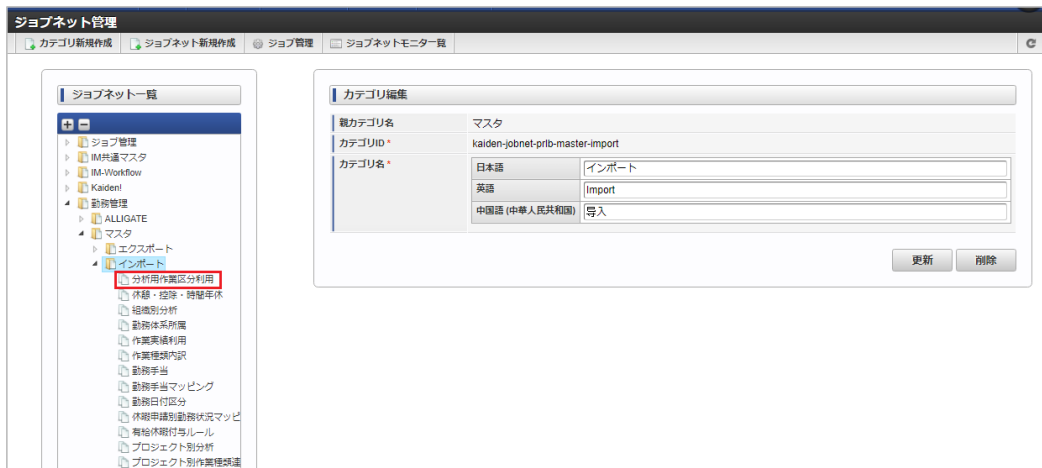 ジョブネット管理
カテゴリ新規作成 ジョブネット新規作成 ジョブ管理 ジョブネットモニター覧
ジョブネット一覧
ジョブ管理
IM共通マスタ
IM-Workflow
Kaiden!
勤務管理
ALLIGATE
マスタ
エクスポート
インポート
分析用作業区分利用
休憩・控除・時間年休
組織別分析
勤務体系所属
作業実績利用
作業種類内訳
勤務手当
勤務手当マッピング
勤務日付区分
休暇申請別勤務状況マッピ
有給休暇付与ルール
プロジェクト別分析
プロジェクト別作業種類連
カテゴリ編集
親カテゴリ名 マスタ
カテゴリID * kaiden-jobnet-prlb-master-import
カテゴリ名 * 日本語 インポート
英語 Import
中国語 (中華人民共和国) 导入
更新 削除